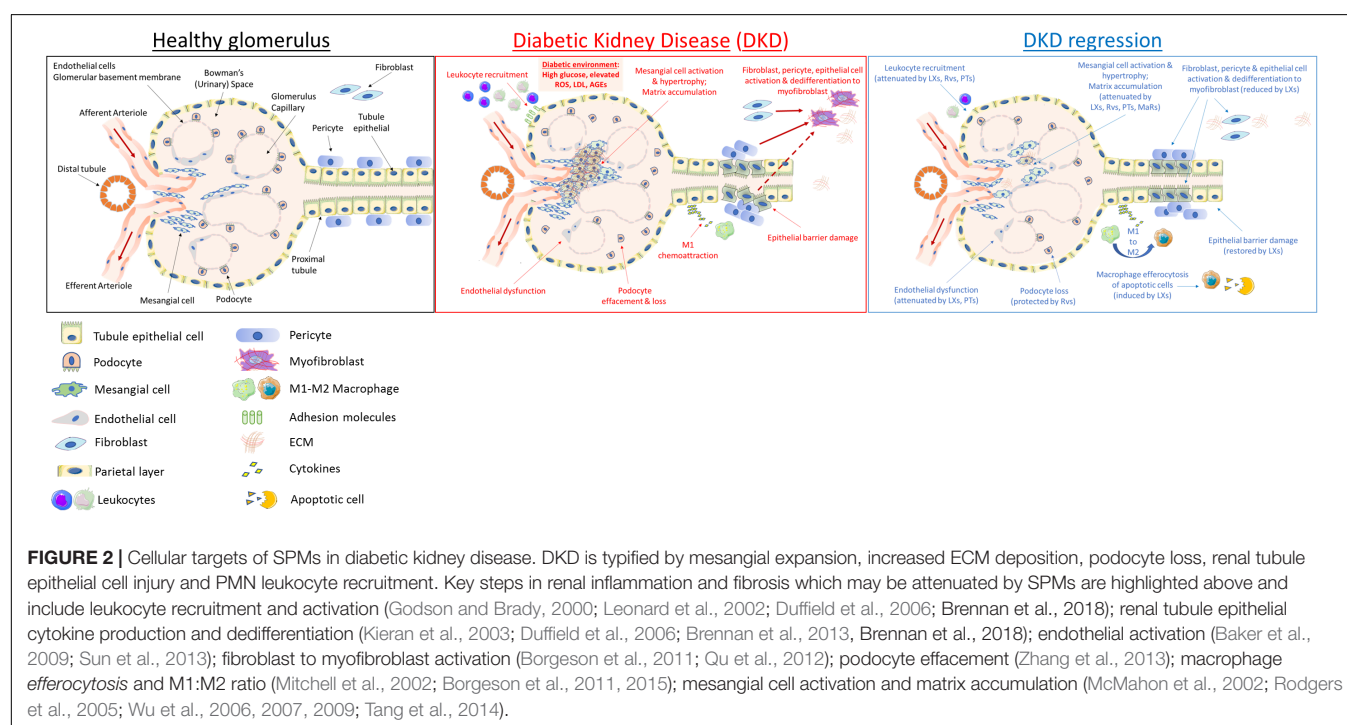 Healthy glomerulus
Endothelial cells
Glomerular basement membrane
Bowman's
(Urinary) Space
Fibroblast
Glomerulus
Capillary
Tubule
epithelial
Afferent Arteriole
Pericyte
Distal tubule
Proximal
tubule
Efferent Arteriole
Mesangial cell
Podocyte
Diabetic Kidney Disease (DKD)
Leukocyte recruitment
Diabetic environment:
High glucose, elevated
ROS, LDL, AGEs
Mesangial cell activation
& hypertrophy;
Matrix accumulation
Fibroblast, pericyte, epithelial cell
activation & dedifferentiation to
myofibroblast
M1
chemoattraction
Epithelial barrier damage
Endothelial dysfunction
Podocyte
effacement & loss
DKD regression
Leukocyte recruitment
(attenuated by LXs, Rvs, PTs)
Mesangial cell activation &
hypertrophy;
Matrix accumulation
(attenuated by
LXs, Rvs, PTs, MaRs)
Fibroblast, pericyte & epithelial cell
activation & dedifferentiation to
myofibroblast (reduced by LXs)
M1
to
M2
Epithelial barrier damage
(restored by LXs)
Macrophage efferocytosis
of apoptotic cells
(induced by LXs)
Endothelial dysfunction
(attenuated by LXs, PTs)
Podocyte loss
(protected by Rvs)
Tubule epithelial cell
Podocyte
Mesangial cell
Endothelial cell
Fibroblast
Parietal layer
Leukocytes
Pericyte
Myofibroblast
M1-M2 Macrophage
Adhesion molecules
ECM
Cytokines
Apoptotic cell
FIGURE 2 | Cellular targets of SPMs in diabetic kidney disease. DKD is typified by mesangial expansion, increased ECM deposition, podocyte loss, renal tubule
epithelial cell injury and PMN leukocyte recruitment. Key steps in renal inflammation and fibrosis which may be attenuated by SPMs are highlighted above and
include leukocyte recruitment and activation (Godson and Brady, 2000; Leonard et al., 2002; Duffield et al., 2006; Brennan et al., 2018); renal tubule epithelial
cytokine production and dedifferentiation (Kieran et al., 2003; Duffield et al., 2006; Brennan et al., 2013, Brennan et al., 2018); endothelial activation (Baker et al.,
2009; Sun et al., 2013); fibroblast to myofibroblast activation (Borgeson et al., 2011; Qu et al., 2012); podocyte effacement (Zhang et al., 2013); macrophage
efferocytosis and M1:M2 ratio (Mitchell et al., 2002; Borgeson et al., 2011, 2015); mesangial cell activation and matrix accumulation (McMahon et al., 2002; Rodgers
et al., 2005; Wu et al., 2006, 2007, 2009; Tang et al., 2014).